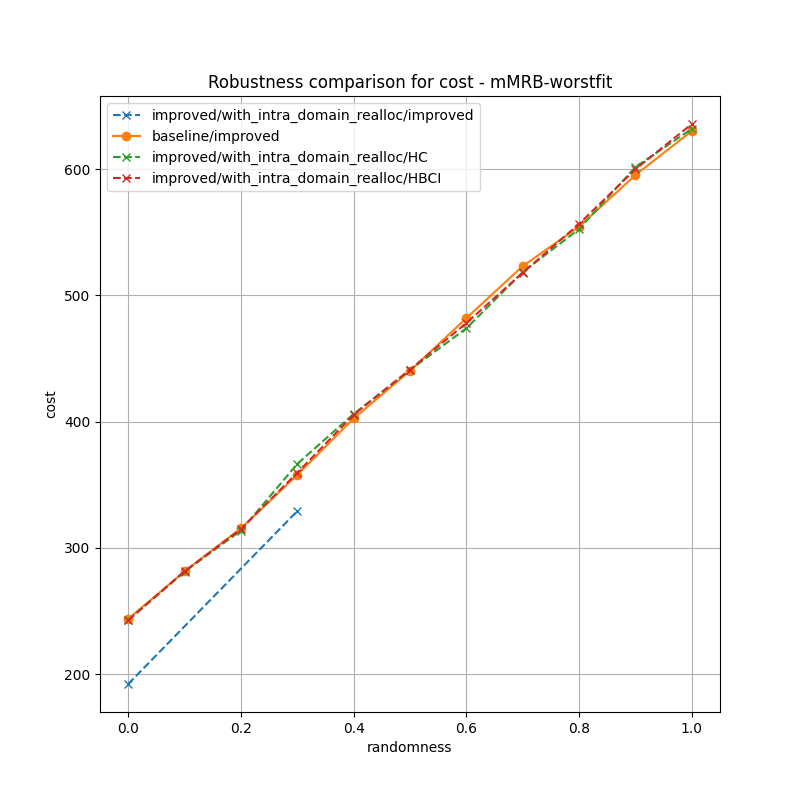 Robustness comparison for cost - mMRB-worstfit
improved/with_intra_domain_realloc/improved
baseline/improved
improved/with_intra_domain_realloc/HC
improved/with_intra_domain_realloc/HBCI
600
500
400
300
200
cost
0.0 0.2 0.4 0.6 0.8 1.0
randomness